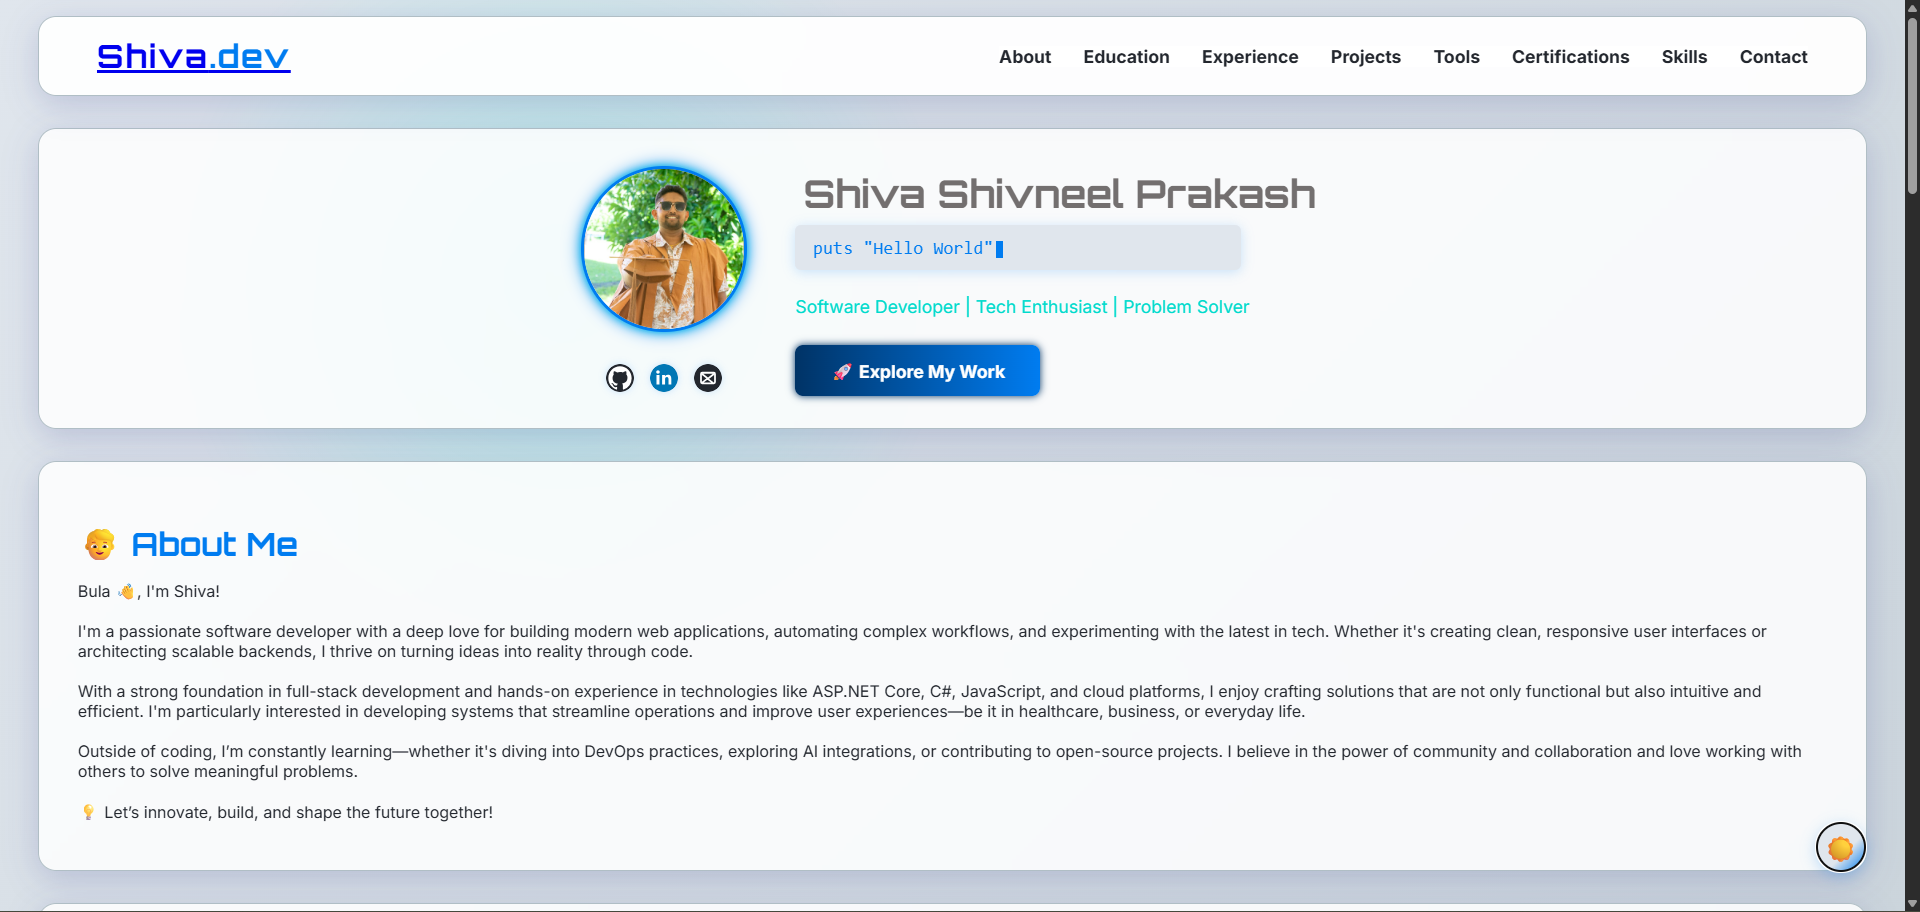 Shiva.dev
About Education Experience Projects Tools Certifications Skills Contact
Shiva Shivneel Prakash
puts "Hello World"
Software Developer | Tech Enthusiast | Problem Solver
🚀 Explore My Work
in
About Me
Bula 👋, I'm Shiva!
I'm a passionate software developer with a deep love for building modern web applications, automating complex workflows, and experimenting with the latest in tech. Whether it's creating clean, responsive user interfaces or
architecting scalable backends, I thrive on turning ideas into reality through code.
With a strong foundation in full-stack development and hands-on experience in technologies like ASP.NET Core, C#, JavaScript, and cloud platforms, I enjoy crafting solutions that are not only functional but also intuitive and
efficient. I'm particularly interested in developing systems that streamline operations and improve user experiences—be it in healthcare, business, or everyday life.
Outside of coding, I’m constantly learning—whether it's diving into DevOps practices, exploring AI integrations, or contributing to open-source projects. I believe in the power of community and collaboration and love working with
others to solve meaningful problems.
💡 Let’s innovate, build, and shape the future together!